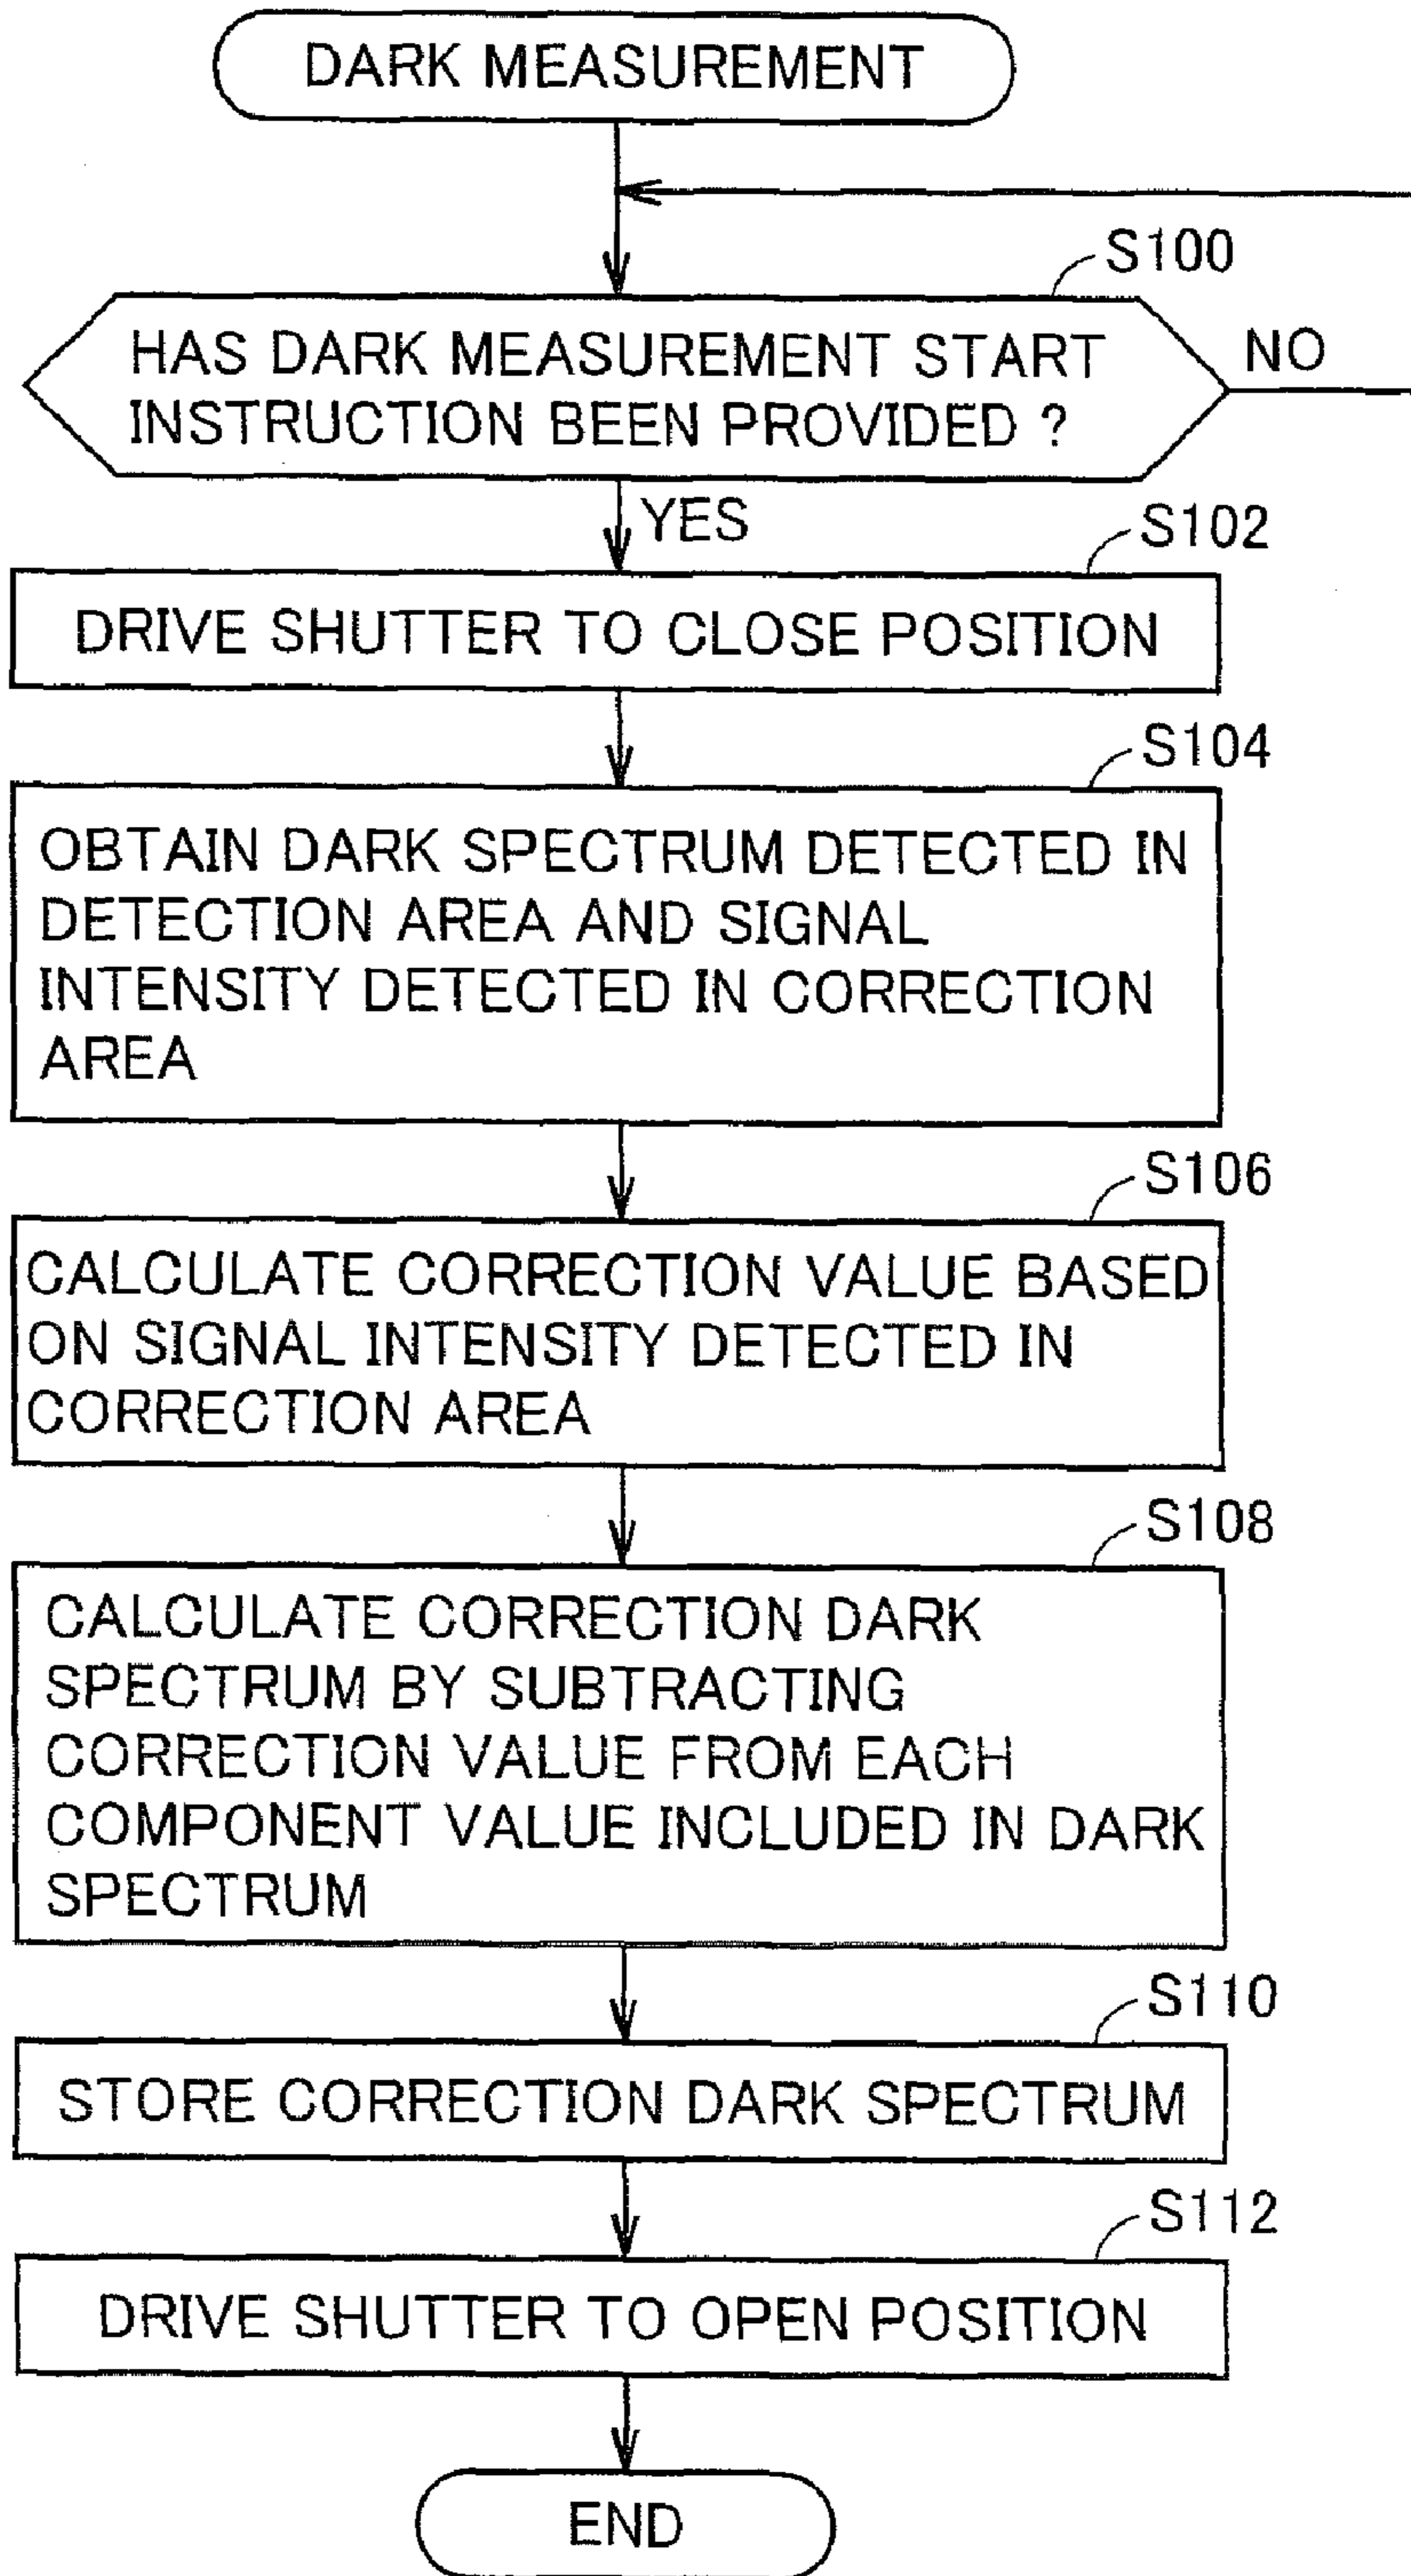 DARK MEASUREMENT
S100
HAS DARK MEASUREMENT START
INSTRUCTION BEEN PROVIDED ?
NO
YES
S102
DRIVE SHUTTER TO CLOSE POSITION
S104
OBTAIN DARK SPECTRUM DETECTED IN
DETECTION AREA AND SIGNAL
INTENSITY DETECTED IN CORRECTION
AREA
S106
CALCULATE CORRECTION VALUE BASED
ON SIGNAL INTENSITY DETECTED IN
CORRECTION AREA
S108
CALCULATE CORRECTION DARK
SPECTRUM BY SUBTRACTING
CORRECTION VALUE FROM EACH
COMPONENT VALUE INCLUDED IN DARK
SPECTRUM
S110
STORE CORRECTION DARK SPECTRUM
S112
DRIVE SHUTTER TO OPEN POSITION
END